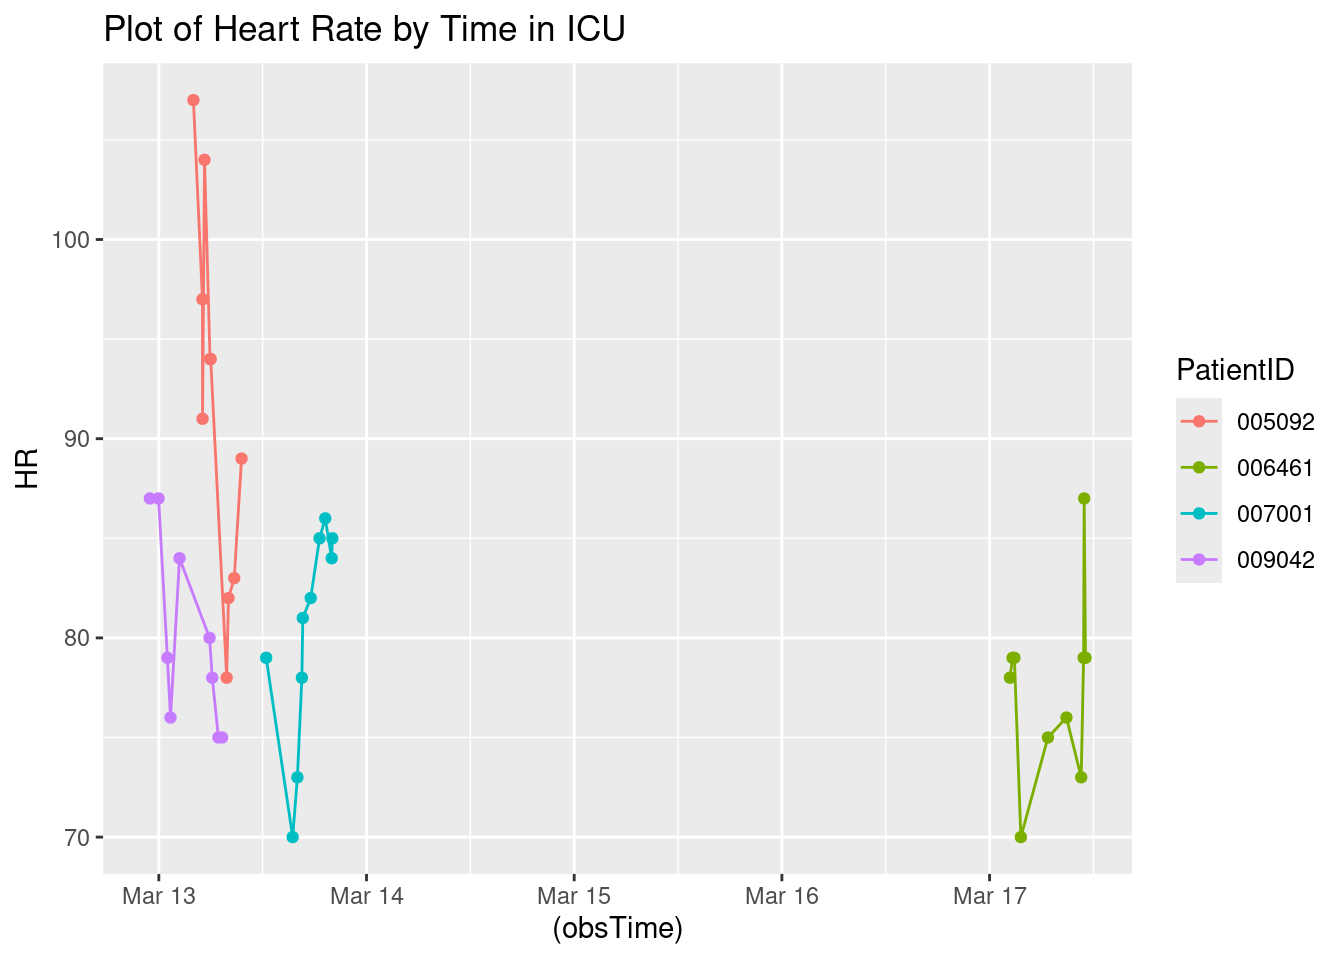 Plot of Heart Rate by Time in ICU
HR
100
90
80
70
Mar 13
Mar 14
Mar 15
Mar 16
Mar 17
(obsTime)
PatientID
005092
006461
007001
009042